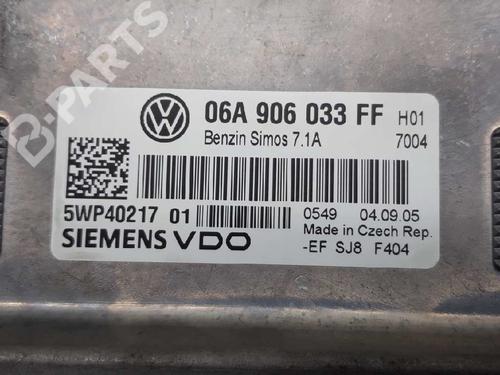 B-PARTS
VW
06A 906 033 FF H01
Benzin Simos 7.1A 7004
5WP40217 01
0549 04.09.05
SIEMENS VDO
Made in Czech Rep.
-EF SJ8 F404